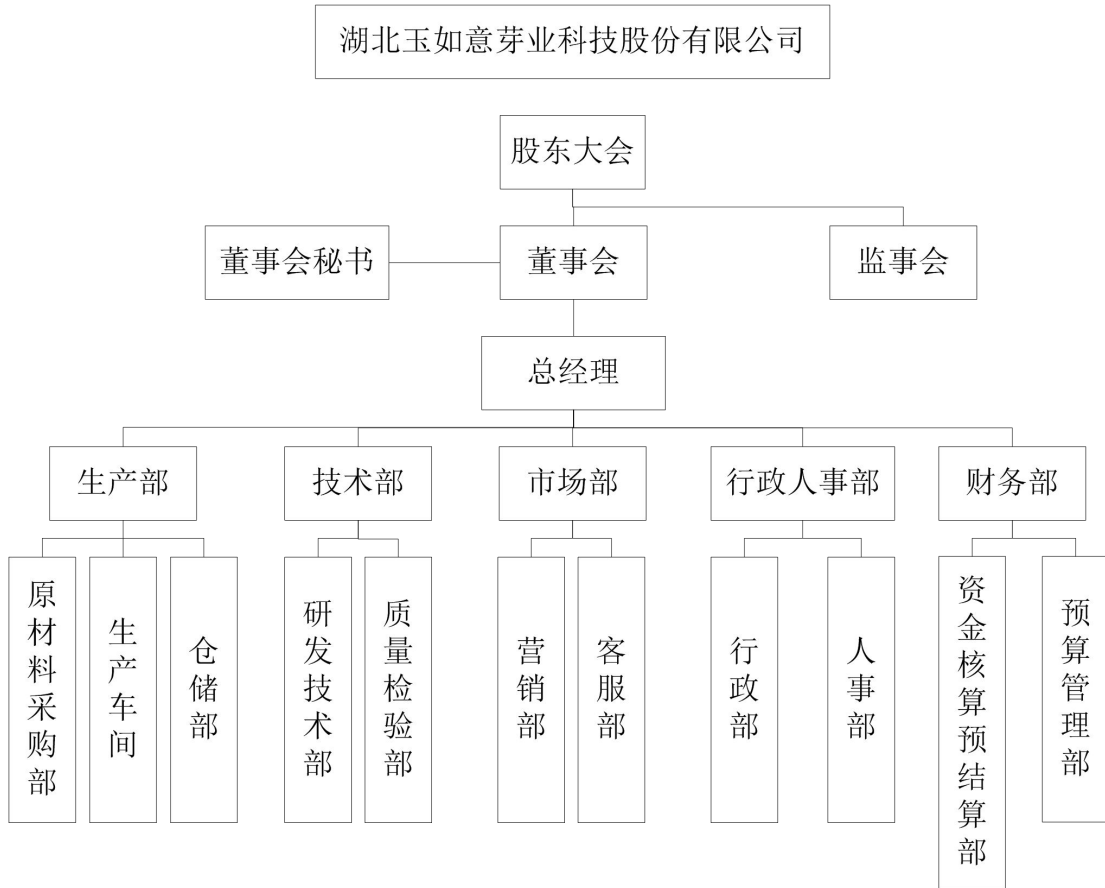 湖北玉如意芽业科技股份有限公司
股东大会
董事会秘书
董事会
监事会
总经理
生产部
技术部
市场部
行政人事部
财务部
原材料采购部
生产车间
仓储部
研发技术部
质量检验部
营销部
客服部
行政部
人事部
资金核算预结算部
预算管理部